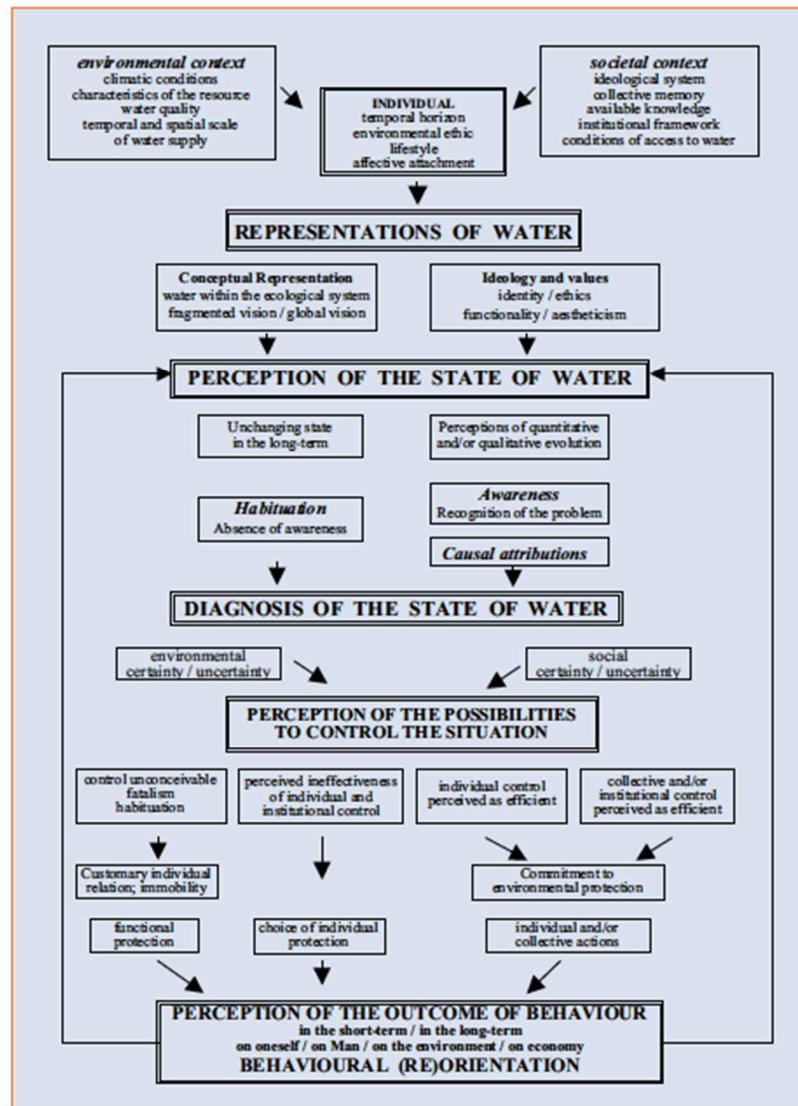 environmental context
climatic conditions
characteristics of the resource
water quality
temporal and spatial scale
of water supply
societal context
ideological system
collective memory
available knowledge
institutional framework
conditions of access to water
INDIVIDUAL
temporal horizon
environmental ethic
lifestyle
affective attachment
REPRESENTATIONS OF WATER
Conceptual Representation
water within the ecological system
fragmented vision / global vision
Ideology and values
identity / ethics
functionality / aestheticism
PERCEPTION OF THE STATE OF WATER
Unchanging state
in the long-term
Perceptions of quantitative
and/or qualitative evolution
Habituation
Absence of awareness
Awareness
Recognition of the problem
Causal attributions
DIAGNOSIS OF THE STATE OF WATER
environmental
certainty / uncertainty
social
certainty / uncertainty
PERCEPTION OF THE POSSIBILITIES
TO CONTROL THE SITUATION
control unconceivable
fatalism
habituation
perceived ineffectiveness
of individual and
institutional control
individual control
perceived as efficient
collective and/or
institutional control
perceived as efficient
Customary individual
relation; immobility
Commitment to
environmental protection
functional
protection
choice of individual
protection
individual and/or
collective actions
PERCEPTION OF THE OUTCOME OF BEHAVIOUR
in the short-term / in the long-term
on oneself / on Man / on the environment / on economy
BEHAVIOURAL (RE)ORIENTATION